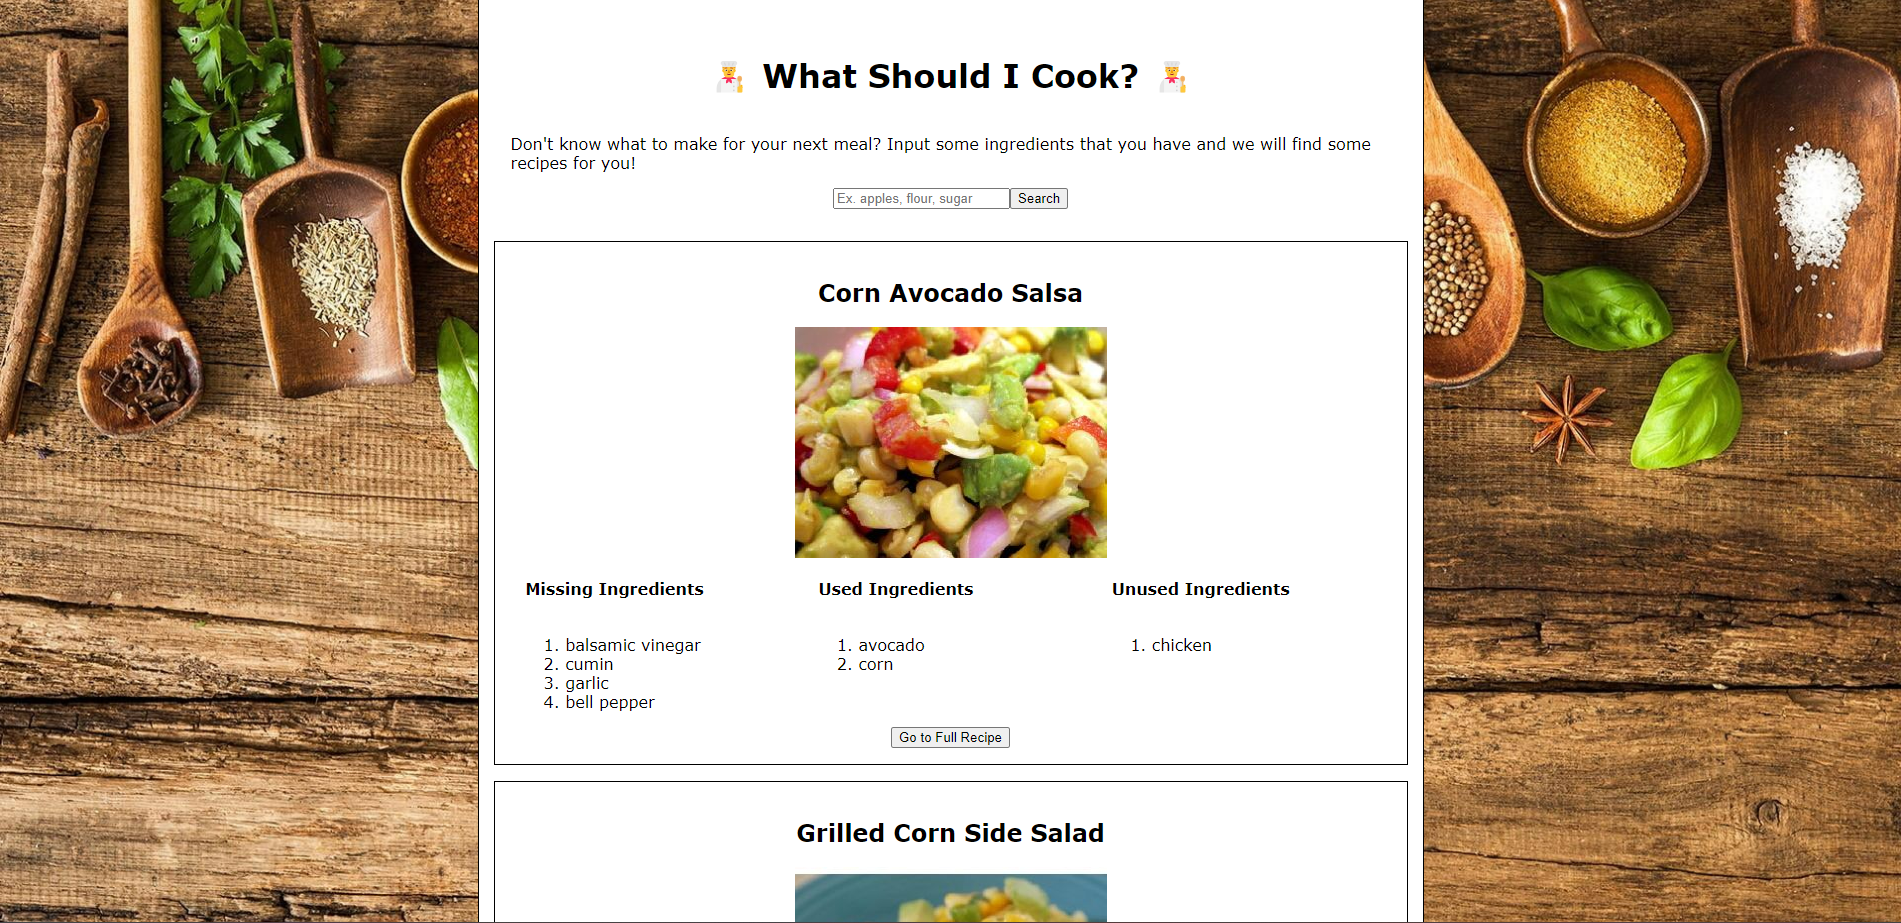 What Should I Cook?
Don't know what to make for your next meal? Input some ingredients that you have and we will find some
recipes for you!
Ex. apples, flour, sugar Search
Corn Avocado Salsa
Missing Ingredients
1. balsamic vinegar
2. cumin
3. garlic
4. bell pepper
Used Ingredients
1. avocado
2. corn
Unused Ingredients
1. chicken
Go to Full Recipe
Grilled Corn Side Salad